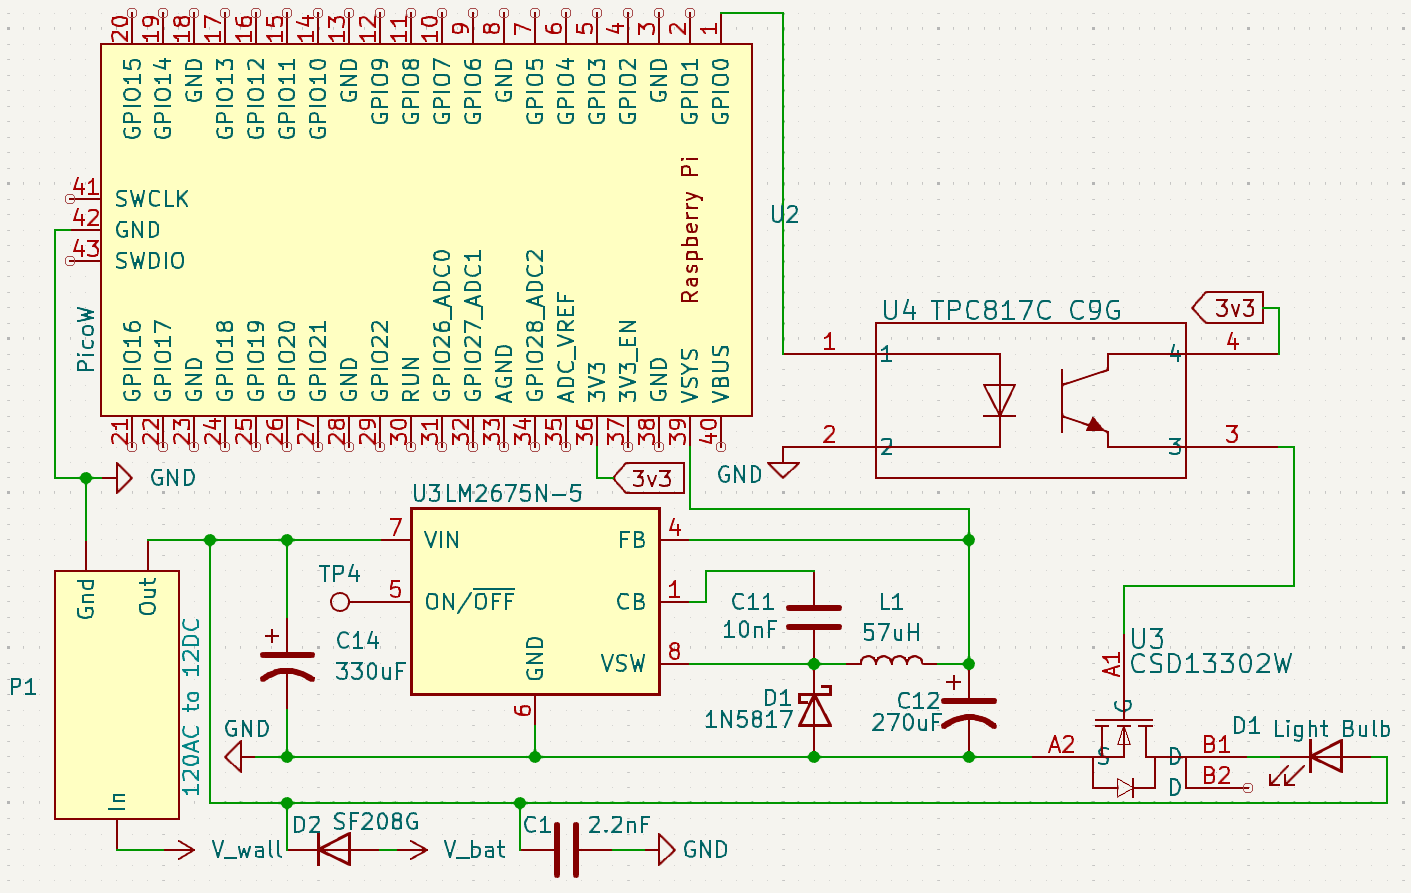 20 19 18 17 16 15 14 13 12 11 10 9 8 7 6 5 4 3 2 1
GPIO15 GPIO14 GND GPIO13 GPIO12 GPIO11 GPIO10 GND GPIO9 GPIO8 GPIO7 GPIO6 GND GPIO5 GPIO4 GPIO3 GPIO2 GND GPIO1 GPIO0
41 SWCLK
42 GND
43 SWDIO
Raspberry Pi
U2
PicoW
GPIO16 GPIO17 GND GPIO18 GPIO19 GPIO20 GPIO21 GND GPIO22 RUN GPIO26_ADC0 GPIO27_ADC1 AGND GPIO28_ADC2 ADC_VREF 3V3 3V3_EN GND VSYS VBUS
21 22 23 24 25 26 27 28 29 30 31 32 33 34 35 36 37 38 39 40
3v3
U4 TPC817C C9G
1 1 4 4
2 2 3 3
GND
GND
3v3
U3LM2675N-5
7 VIN FB 4
TP4
5 ON/OFF CB 1
GND VSW 8
6
Gnd Out
120AC to 12DC
P1
In
C14
330uF
GND
C11
10nF
L1
57uH
D1
1N5817
C12
270uF
U3
CSD13302W
A1
G
A2 S D B1
D B2
D1 Light Bulb
V_wall
D2 SF208G
V_bat
C1 2.2nF
GND